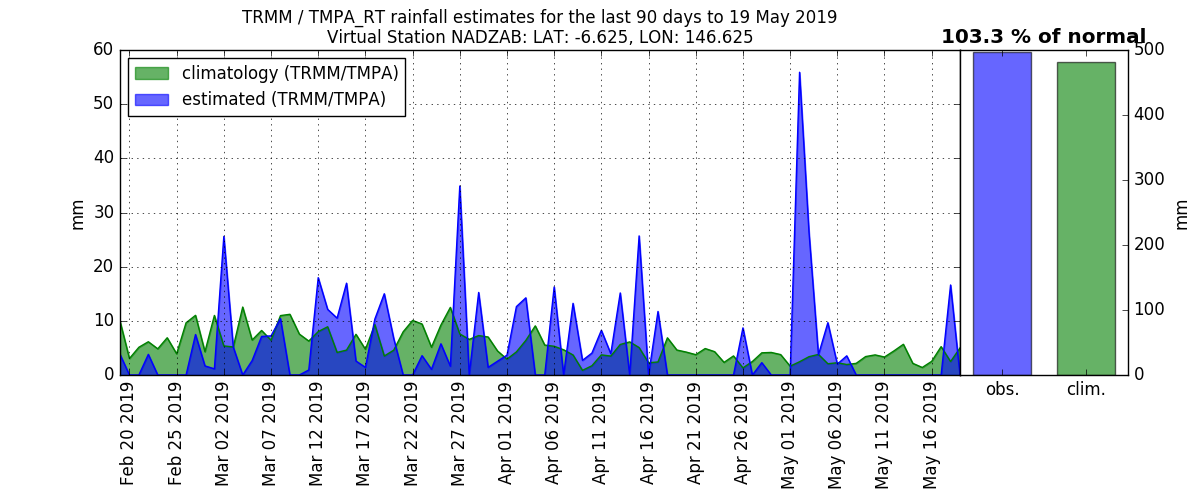 TRMM / TMPA_RT rainfall estimates for the last 90 days to 19 May 2019
Virtual Station NADZAB: LAT: -6.625, LON: 146.625
103.3 % of normal
climatology (TRMM/TMPA)
estimated (TRMM/TMPA)
60
50
40
30
20
10
0
mm
500
400
300
200
100
0
mm
Feb 20 2019
Feb 25 2019
Mar 02 2019
Mar 07 2019
Mar 12 2019
Mar 17 2019
Mar 22 2019
Mar 27 2019
Apr 01 2019
Apr 06 2019
Apr 11 2019
Apr 16 2019
Apr 21 2019
Apr 26 2019
May 01 2019
May 06 2019
May 11 2019
May 16 2019
obs.
clim.